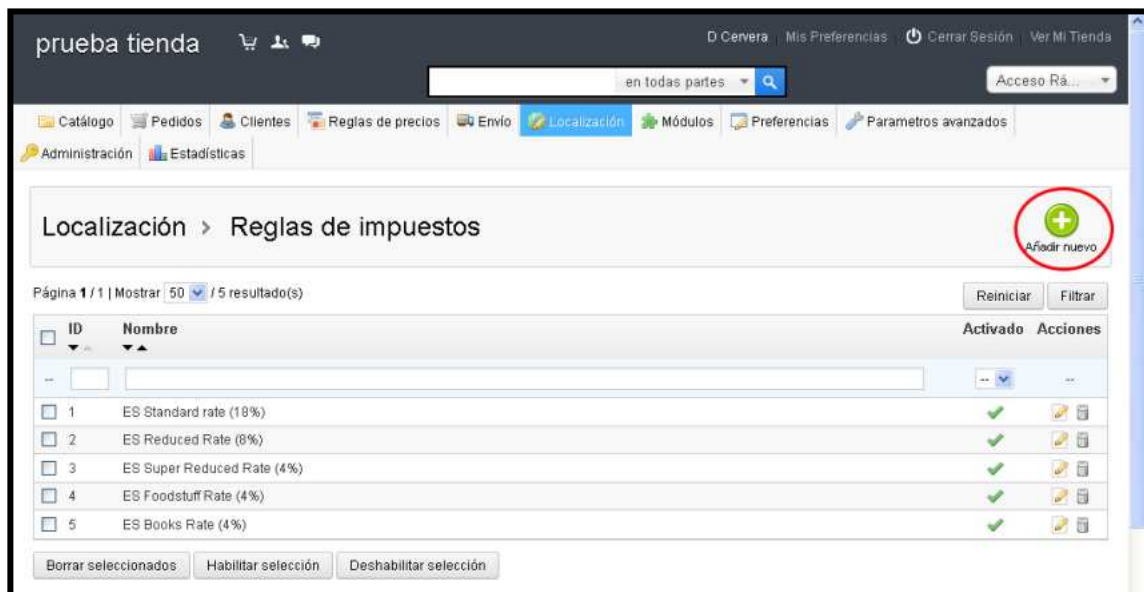 prueba tienda D Cervera Mis Preferencias Cerrar Sesión Ver Mi Tienda
en todas partes Acceso Rá...
Catálogo Pedidos Clientes Reglas de precios Envío Localización Módulos Preferencias Parametros avanzados
Administración Estadísticas
Localización > Reglas de impuestos
Añadir nuevo
Página 1 / 1 | Mostrar 50 / 5 resultado(s) Reiniciar Filtrar
ID Nombre Activado Acciones
-- -- --
1 ES Standard rate (18%)
2 ES Reduced Rate (8%)
3 ES Super Reduced Rate (4%)
4 ES Foodstuff Rate (4%)
5 ES Books Rate (4%)
Borrar seleccionados Habilitar selección Deshabilitar selección